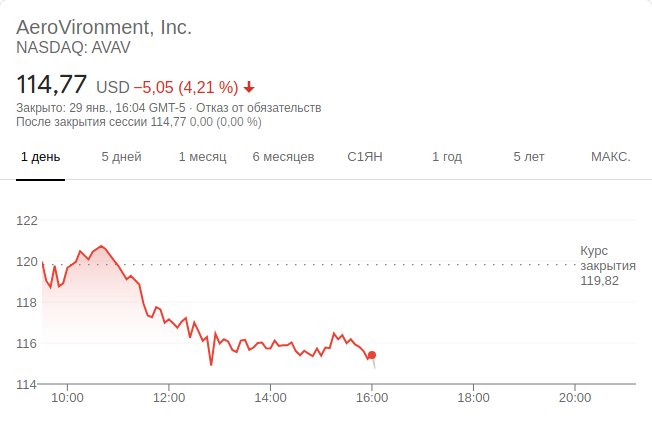 AeroVironment, Inc.
NASDAQ: AVAV
114,77 USD −5,05 (4,21 %)
Закрыто: 29 янв., 16:04 GMT-5 · Отказ от обязательств
После закрытия сессии 114,77 0,00 (0,00 %)
1 день 5 дней 1 месяц 6 месяцев С1ЯН 1 год 5 лет МАКС.
122
Курс
120 закрытия
119,82
118
116
114
10:00 12:00 14:00 16:00 18:00 20:00